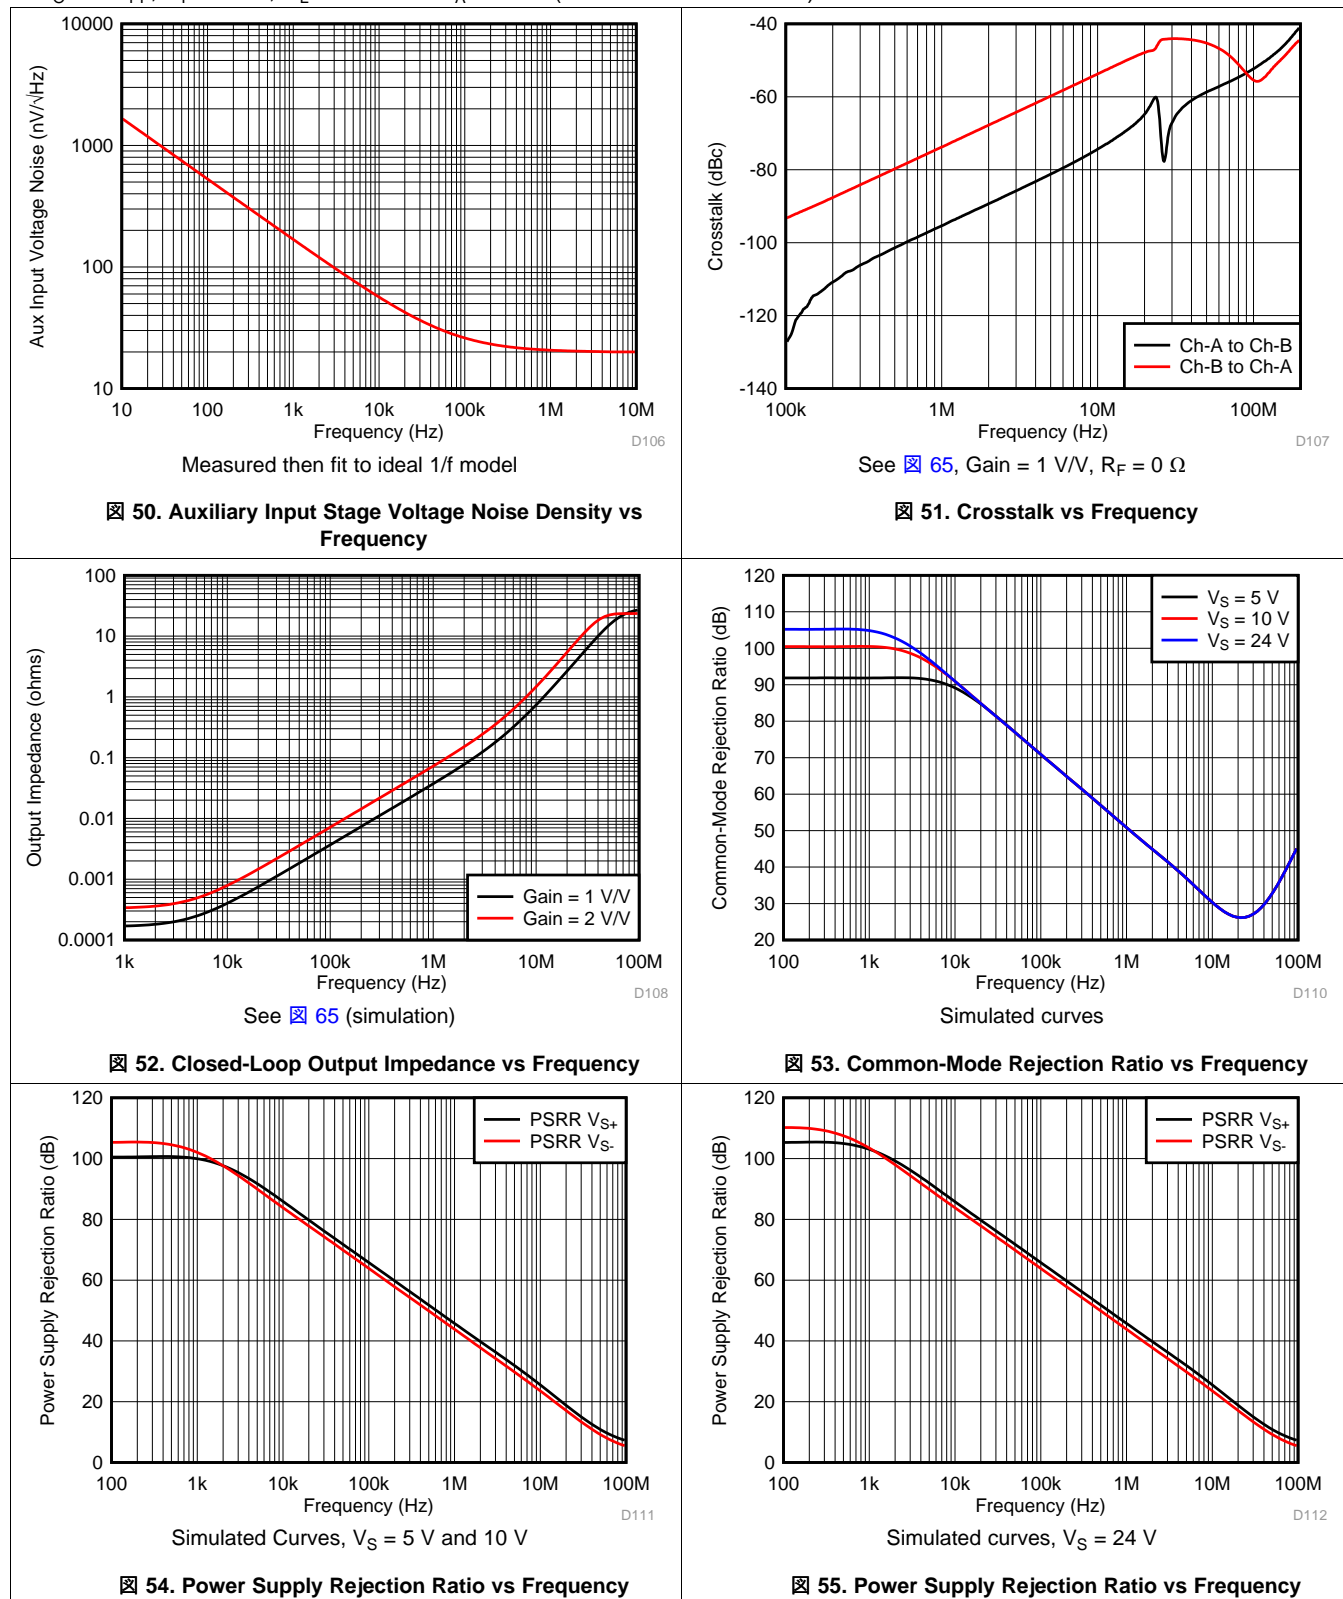 10000
1000
100
10
Aux Input Voltage Noise (nV/√Hz)
10 100 1k 10k 100k 1M 10M
Frequency (Hz)
D106
Measured then fit to ideal 1/f model
図 50. Auxiliary Input Stage Voltage Noise Density vs
Frequency
-40
-60
-80
-100
-120
-140
Crosstalk (dBc)
Ch-A to Ch-B
Ch-B to Ch-A
100k 1M 10M 100M
Frequency (Hz)
D107
See 図 65, Gain = 1 V/V, RF = 0 Ω
図 51. Crosstalk vs Frequency
100
10
1
0.1
0.01
0.001
0.0001
Output Impedance (ohms)
Gain = 1 V/V
Gain = 2 V/V
1k 10k 100k 1M 10M 100M
Frequency (Hz)
D108
See 図 65 (simulation)
図 52. Closed-Loop Output Impedance vs Frequency
120
110
100
90
80
70
60
50
40
30
20
Common-Mode Rejection Ratio (dB)
VS = 5 V
VS = 10 V
VS = 24 V
100 1k 10k 100k 1M 10M 100M
Frequency (Hz)
D110
Simulated curves
図 53. Common-Mode Rejection Ratio vs Frequency
120
100
80
60
40
20
0
Power Supply Rejection Ratio (dB)
PSRR VS+
PSRR VS-
100 1k 10k 100k 1M 10M 100M
Frequency (Hz)
D111
Simulated Curves, VS = 5 V and 10 V
図 54. Power Supply Rejection Ratio vs Frequency
120
100
80
60
40
20
0
Power Supply Rejection Ratio (dB)
PSRR VS+
PSRR VS-
100 1k 10k 100k 1M 10M 100M
Frequency (Hz)
D112
Simulated curves, VS = 24 V
図 55. Power Supply Rejection Ratio vs Frequency